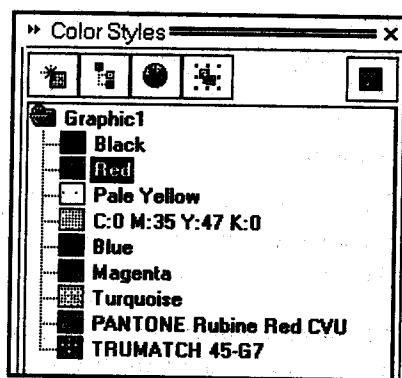 Color Styles
Graphic1
Black
Red
Pale Yellow
C:0 M:35 Y:47 K:0
Blue
Magenta
Turquoise
PANTONE Rubine Red CVU
TRUMATCH 45-G7